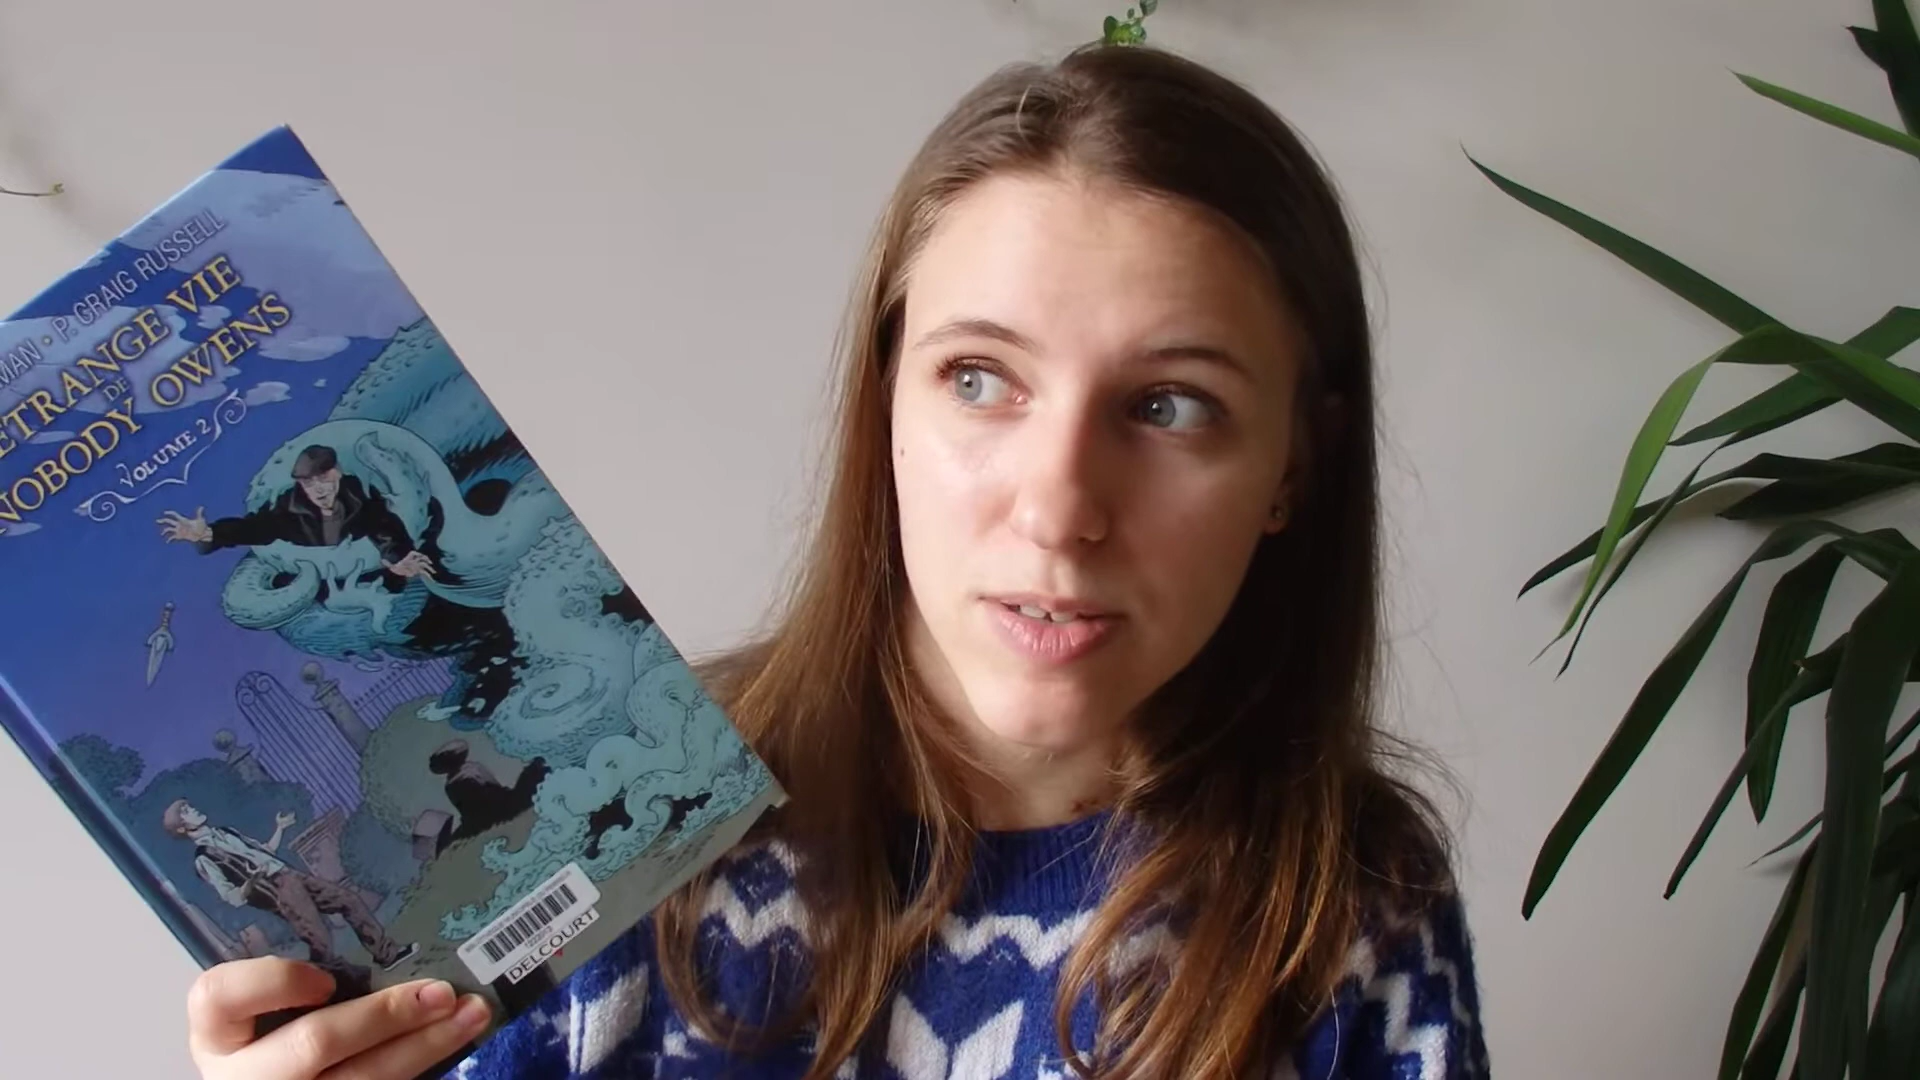 MAN • P. CRAIG RUSSELL
ETRANGE VIE
DE
NOBODY OWENS
VOLUME 2
DELCOURT